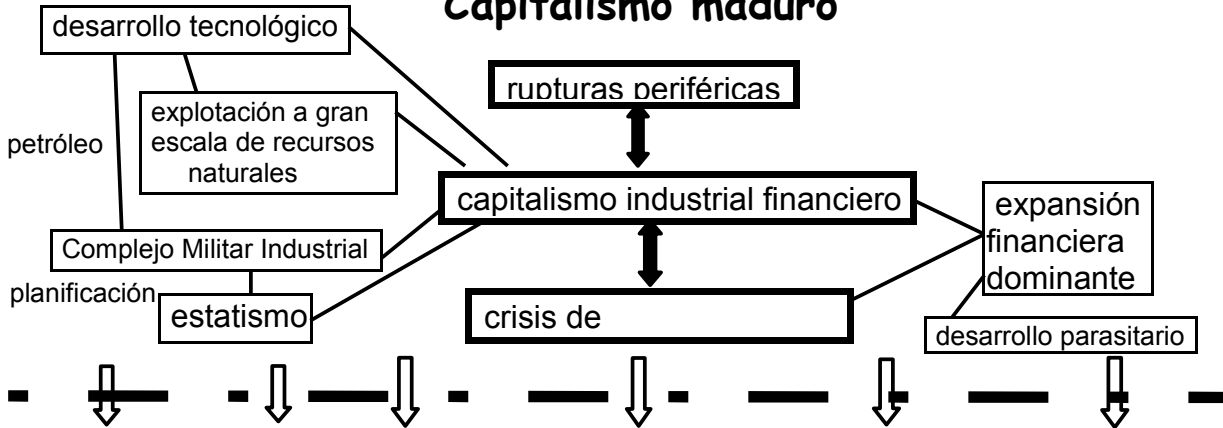 Capitalismo maduro
desarrollo tecnológico
rupturas periféricas
explotación a gran
escala de recursos
naturales
petróleo
capitalismo industrial financiero
expansión
financiera
dominante
Complejo Militar Industrial
planificación
estatismo
crisis de
desarrollo parasitario